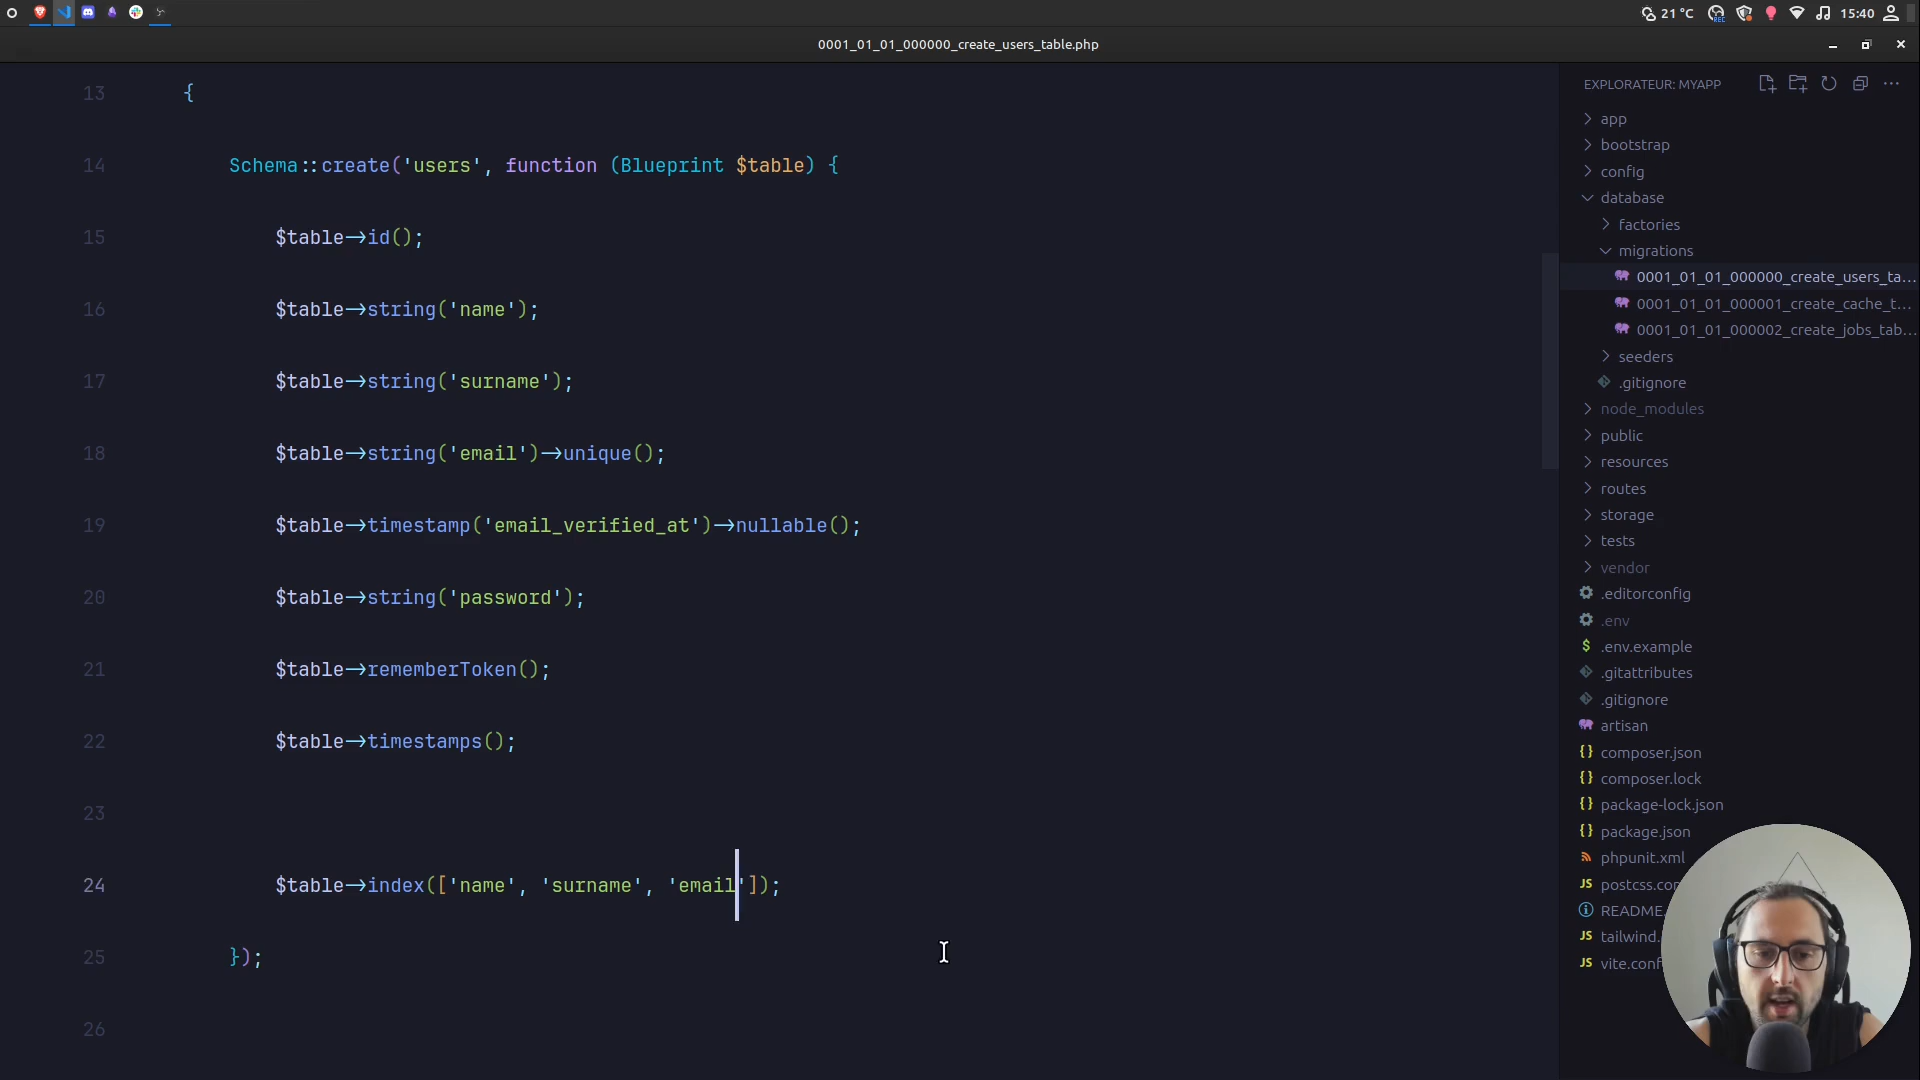 21 °C
REC
15:40
0001_01_01_000000_create_users_table.php
13 {
14 Schema::create('users', function (Blueprint $table) {
15 $table->id();
16 $table->string('name');
17 $table->string('surname');
18 $table->string('email')->unique();
19 $table->timestamp('email_verified_at')->nullable();
20 $table->string('password');
21 $table->rememberToken();
22 $table->timestamps();
23
24 $table->index(['name', 'surname', 'email']);
25 });
26
EXPLORATEUR: MYAPP
app
bootstrap
config
database
factories
migrations
0001_01_01_000000_create_users_ta...
0001_01_01_000001_create_cache_t...
0001_01_01_000002_create_jobs_tab...
seeders
.gitignore
node_modules
public
resources
routes
storage
tests
vendor
.editorconfig
.env
$ .env.example
.gitattributes
.gitignore
artisan
{} composer.json
{} composer.lock
{} package-lock.json
{} package.json
phpunit.xml
JS postcss.con
README.
JS tailwind.
JS vite.conf